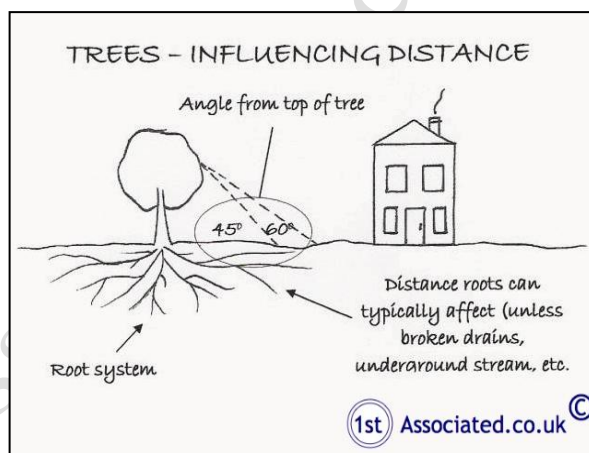 TREES – INFLUENCING DISTANCE
Angle from top of tree
45° 60°
Distance roots can
typically affect (unless
broken drains,
underground stream, etc.
Root system
1st Associated.co.uk ©